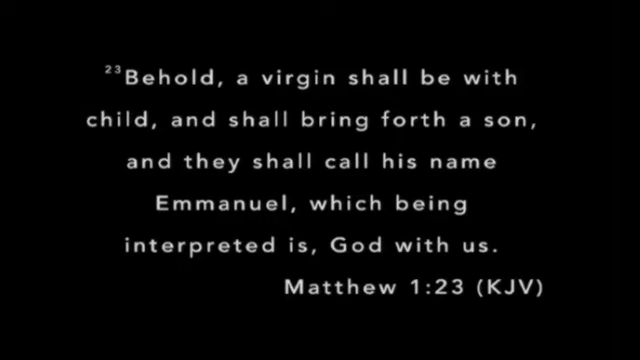 ²³Behold, a virgin shall be with
child, and shall bring forth a son,
and they shall call his name
Emmanuel, which being
interpreted is, God with us.
Matthew 1:23 (KJV)